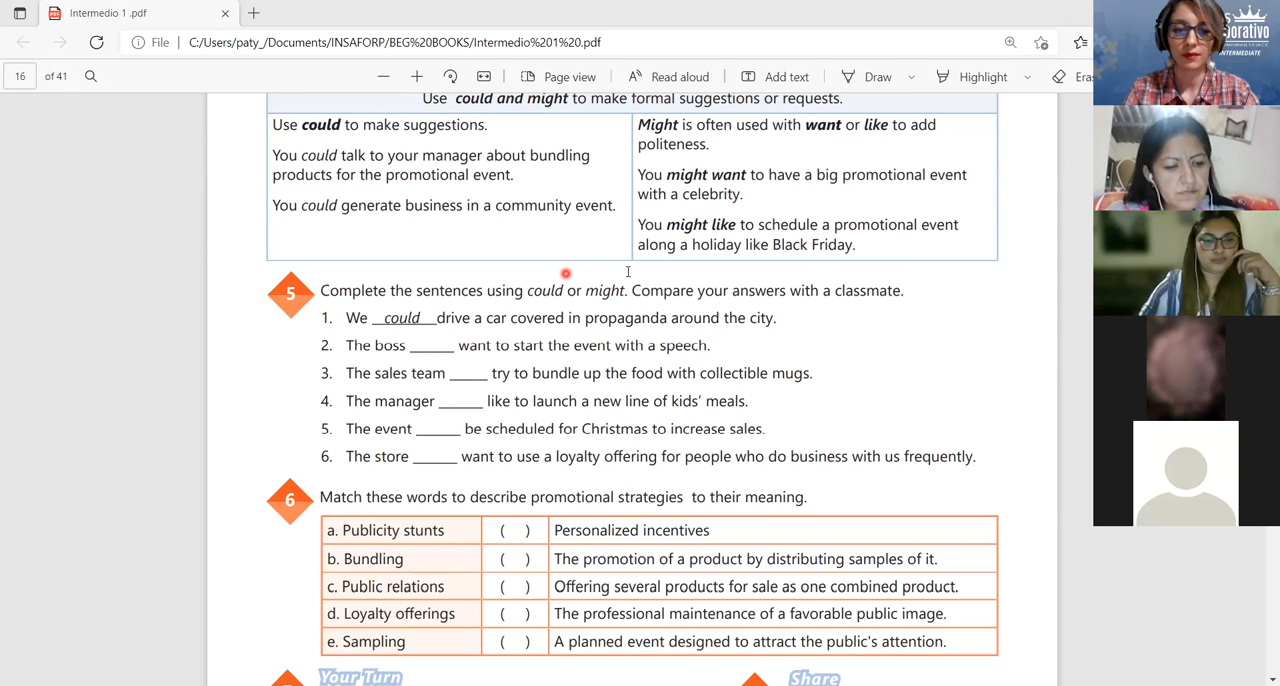 Intermedio 1 .pdf
File C:/Users/paty_/Documents/INSAFORP/BEG%20BOOKS/Intermedio%201%20.pdf
16 of 41 Page view Read aloud Add text Draw Highlight Eras
Use could and might to make formal suggestions or requests.
Use could to make suggestions.
You could talk to your manager about bundling
products for the promotional event.
You could generate business in a community event.
Might is often used with want or like to add
politeness.
You might want to have a big promotional event
with a celebrity.
You might like to schedule a promotional event
along a holiday like Black Friday.
5 Complete the sentences using could or might. Compare your answers with a classmate.
1. We __could__drive a car covered in propaganda around the city.
2. The boss ______ want to start the event with a speech.
3. The sales team _____ try to bundle up the food with collectible mugs.
4. The manager ______ like to launch a new line of kids' meals.
5. The event ______ be scheduled for Christmas to increase sales.
6. The store ______ want to use a loyalty offering for people who do business with us frequently.
6 Match these words to describe promotional strategies to their meaning.
a. Publicity stunts ( ) Personalized incentives
b. Bundling ( ) The promotion of a product by distributing samples of it.
c. Public relations ( ) Offering several products for sale as one combined product.
d. Loyalty offerings ( ) The professional maintenance of a favorable public image.
e. Sampling ( ) A planned event designed to attract the public's attention.
Your Turn
Share
INTERMEDIATE